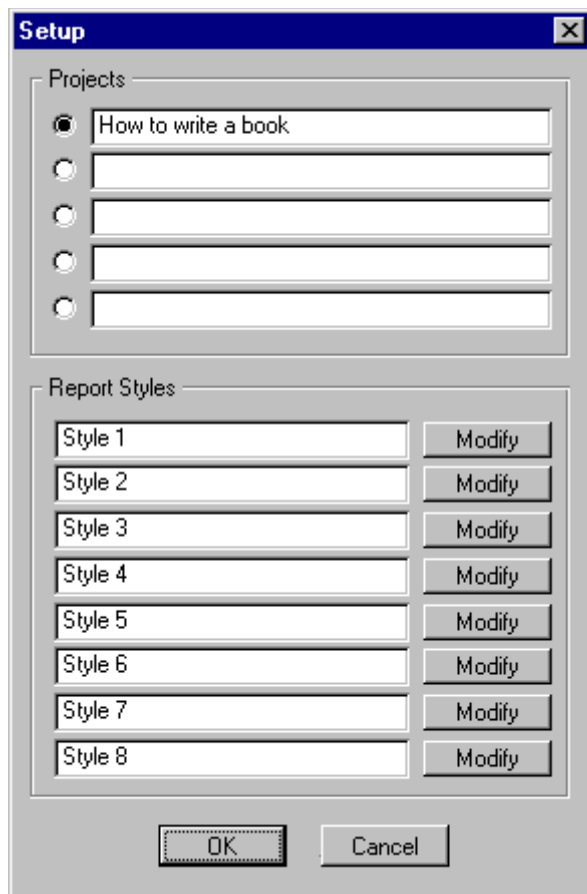 Setup
Projects
How to write a book
Report Styles
Style 1 Modify
Style 2 Modify
Style 3 Modify
Style 4 Modify
Style 5 Modify
Style 6 Modify
Style 7 Modify
Style 8 Modify
OK Cancel